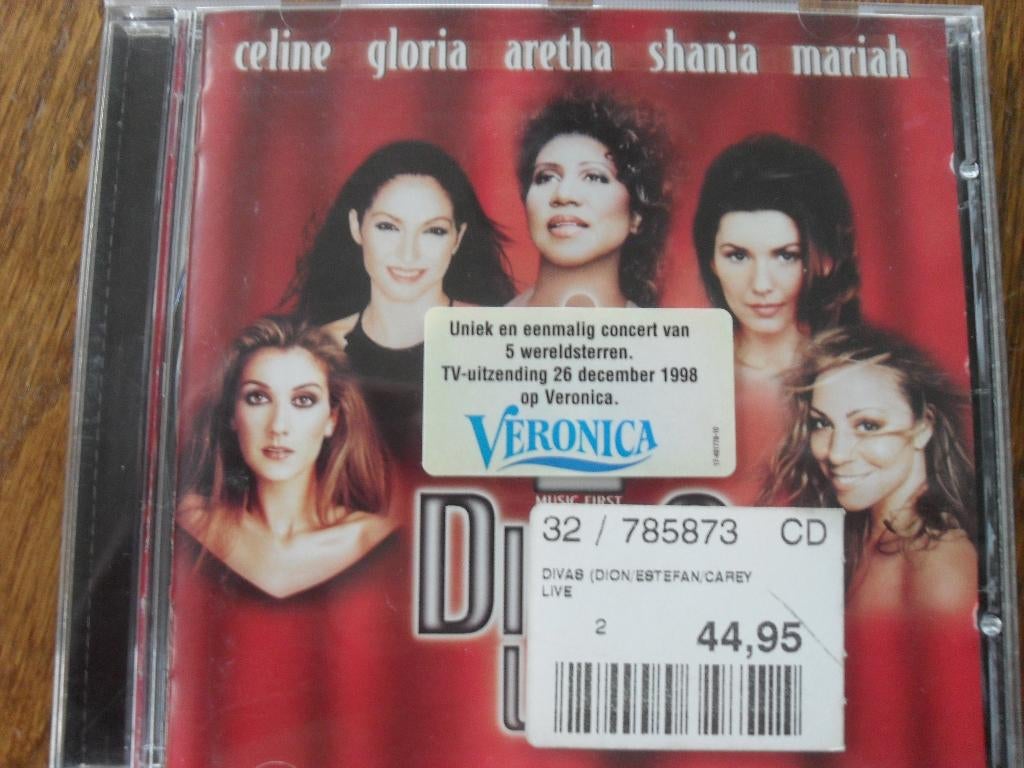 celine gloria aretha shania mariah
Uniek en eenmalig concert van
5 wereldsterren.
TV-uitzending 26 december 1998
op Veronica.
VERONICA
MUSIC FIRST
32 / 785873 CD
DIVAS (DION/ESTEFAN/CAREY
LIVE
2
44,95